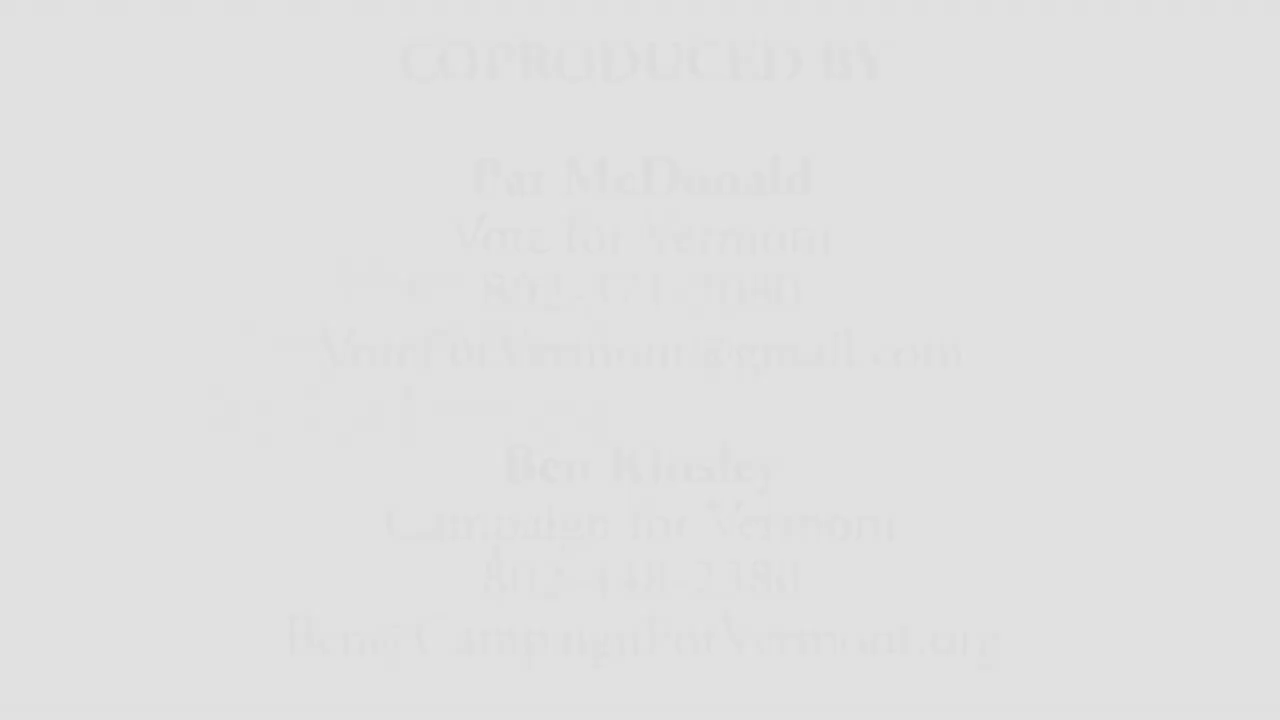 COPRODUCED BY
Pat McDonald
Vote for Vermont
VoteForVermont@gmail.com
Ben Kinsley
Campaign for Vermont
Ben@CampaignForVermont.org